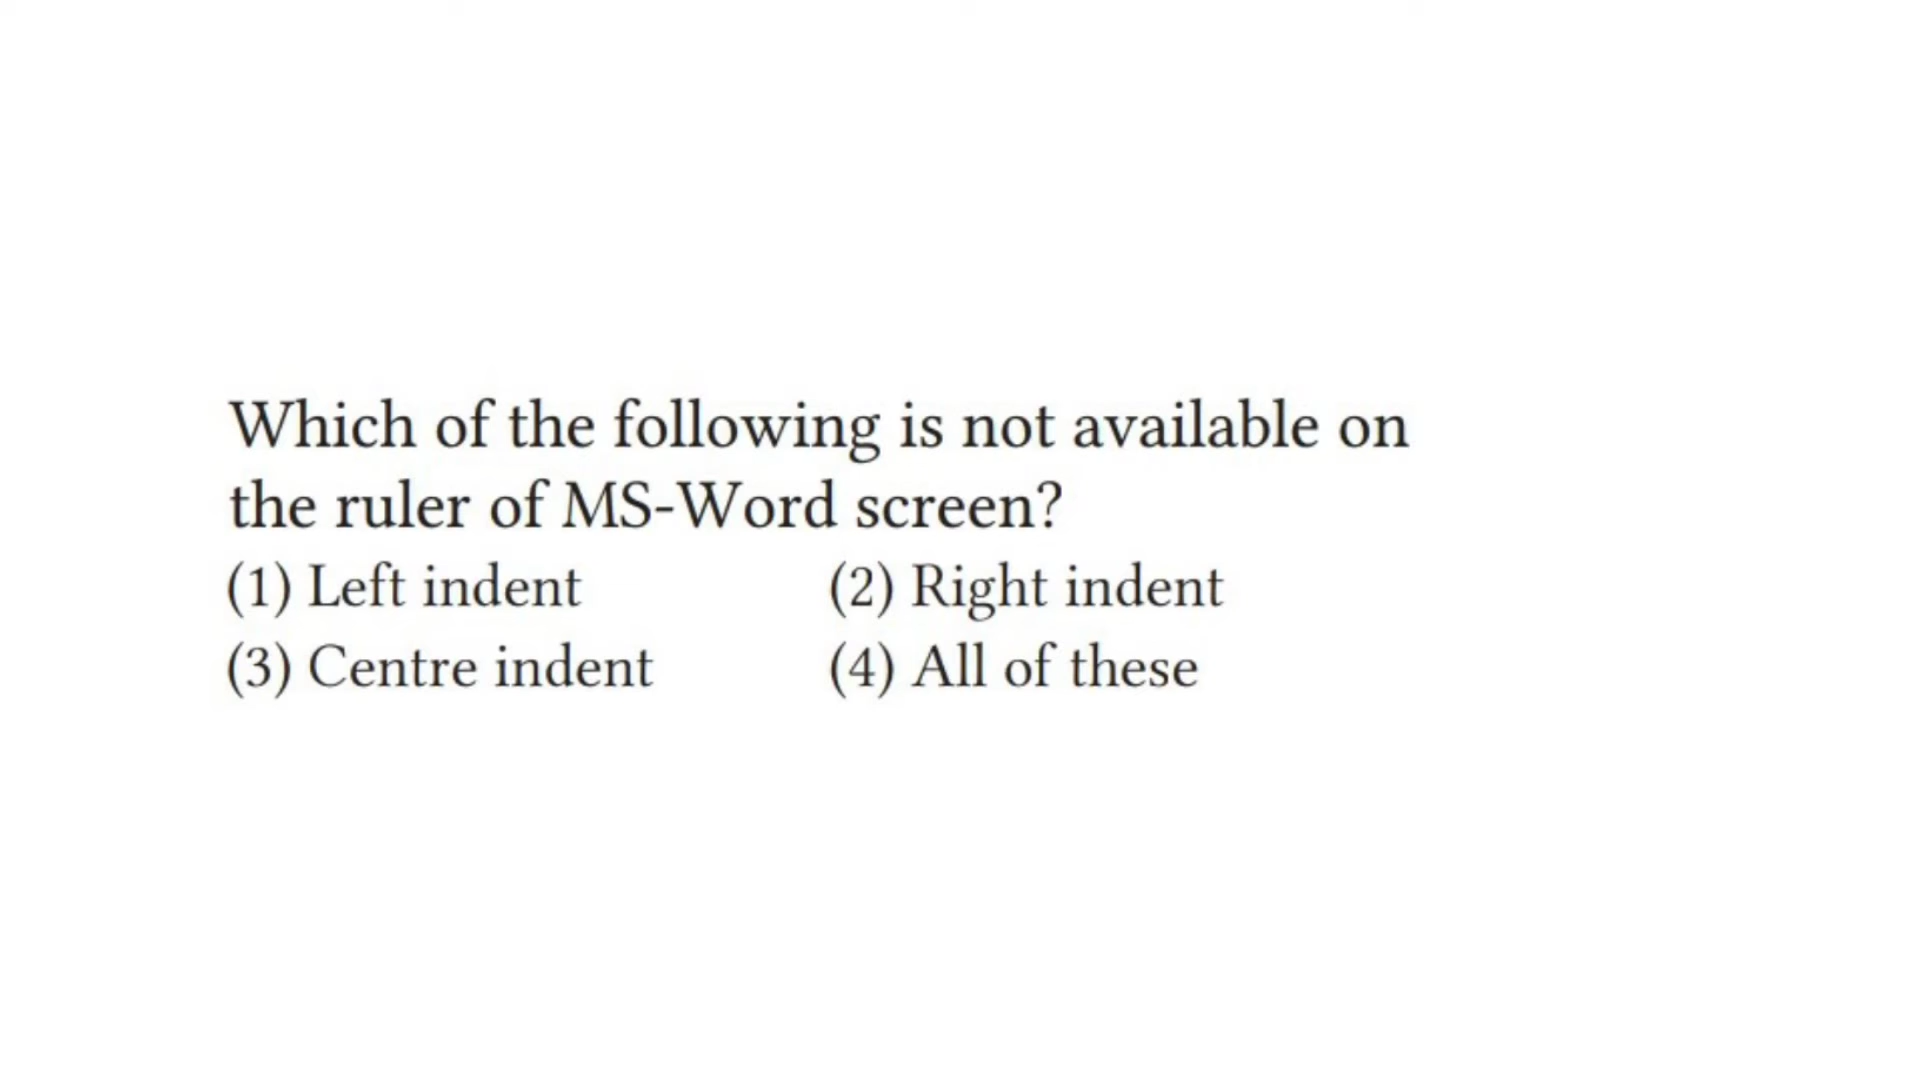 Which of the following is not available on
the ruler of MS-Word screen?
(1) Left indent (2) Right indent
(3) Centre indent (4) All of these